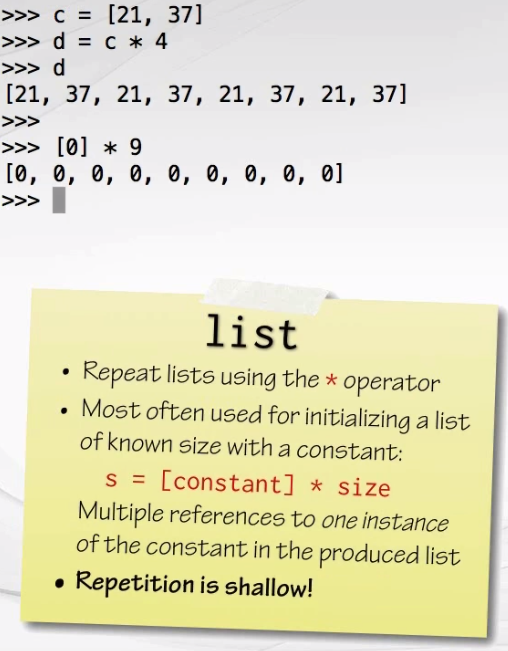 >>> c = [21, 37]
>>> d = c * 4
>>> d
[21, 37, 21, 37, 21, 37, 21, 37]
>>>
>>> [0] * 9
[0, 0, 0, 0, 0, 0, 0, 0, 0]
>>>
list
• Repeat lists using the * operator
• Most often used for initializing a list
of known size with a constant:
s = [constant] * size
Multiple references to one instance
of the constant in the produced list
• Repetition is shallow!